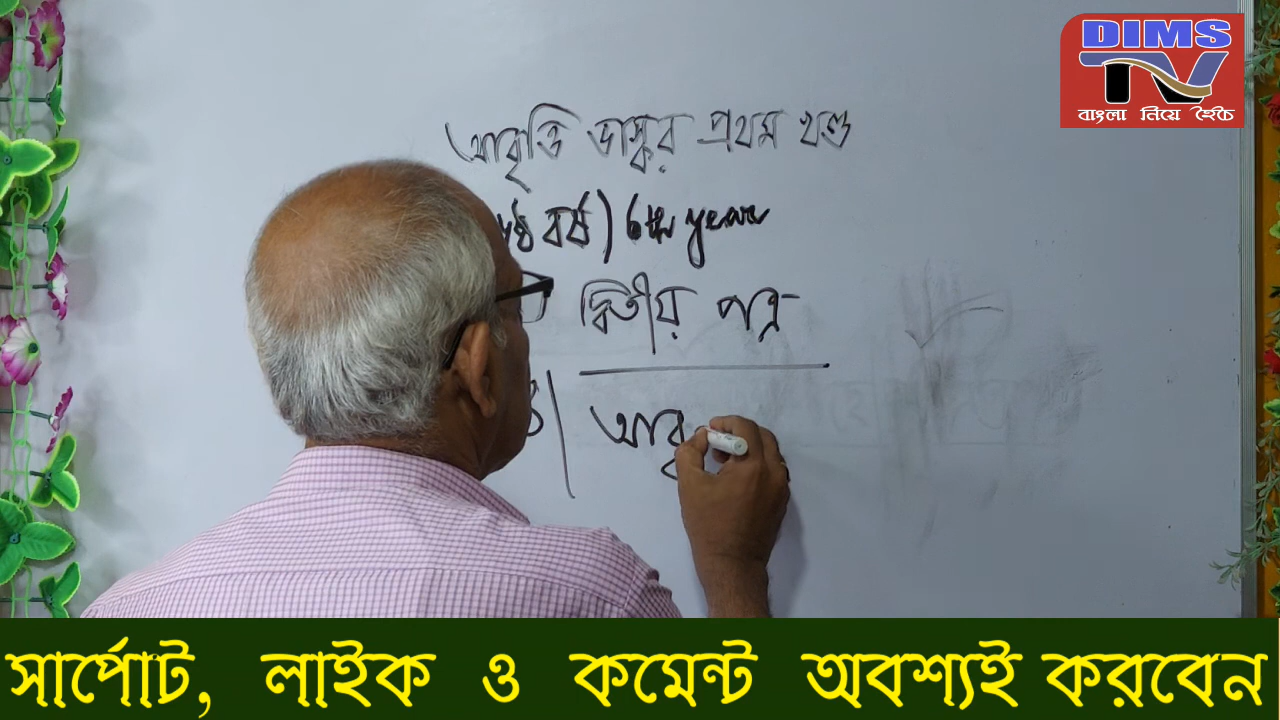 DIMS
TV
বাংলা নিয়ে হৈচৈ
আবৃত্তি ভাস্কর প্রথম খণ্ড
বর্ষ) 6th year
দ্বিতীয় পত্র
আবৃ
সার্পোট, লাইক ও কমেন্ট অবশ্যই করবেন